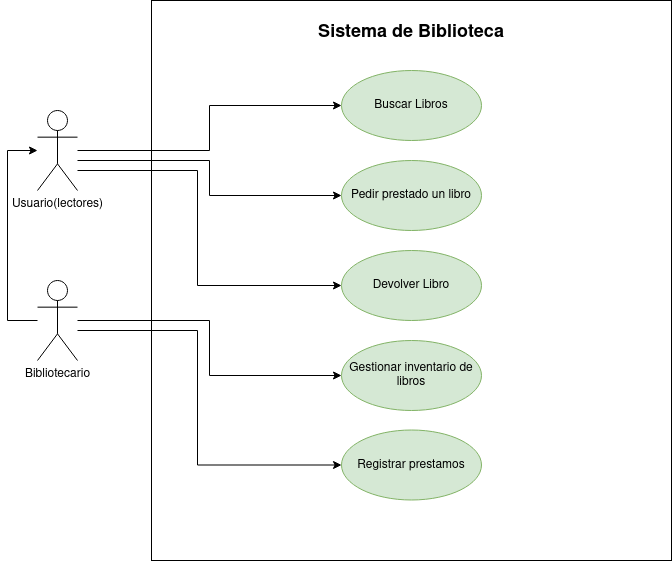 Sistema de Biblioteca
Buscar Libros
Pedir prestado un libro
Usuario(lectores)
Devolver Libro
Gestionar inventario de
libros
Bibliotecario
Registrar prestamos